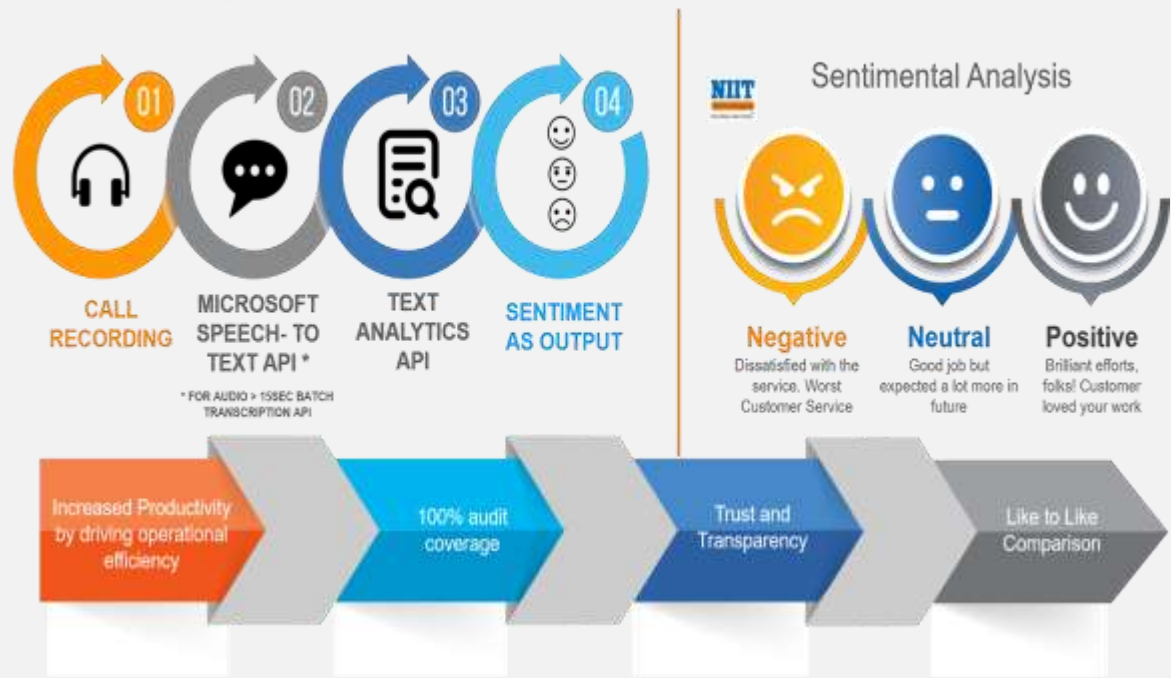 01
02
03
04
CALL
RECORDING
MICROSOFT
SPEECH- TO
TEXT API *
* FOR AUDIO > 15SEC BATCH
TRANSCRIPTION API
TEXT
ANALYTICS
API
SENTIMENT
AS OUTPUT
Sentimental Analysis
NIIT
Negative
Dissatisfied with the
service. Worst
Customer Service
Neutral
Good job but
expected a lot more in
future
Positive
Brilliant efforts,
folks! Customer
loved your work
Increased Productivity
by driving operational
efficiency
100% audit
coverage
Trust and
Transparency
Like to Like
Comparison